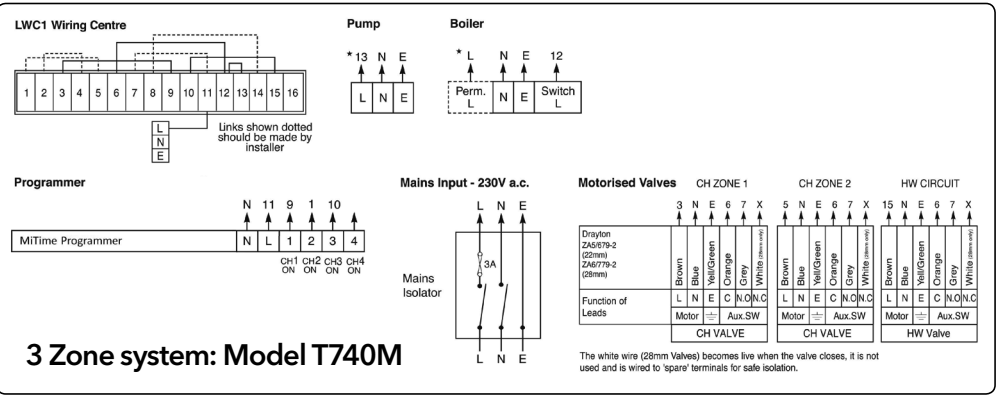 LWC1 Wiring Centre
1 2 3 4 5 6 7 8 9 10 11 12 13 14 15 16
L
N
E
Links shown dotted
should be made by
installer
Pump
* 13 N E
L N E
Boiler
* L N E 12
Perm. L N E Switch L
Programmer
N 11 9 1 10
MiTime Programmer N L 1 2 3 4
CH1 ON CH2 ON CH3 ON CH4 ON
Mains Input - 230V a.c.
L N E
3A
Mains
Isolator
L N E
Motorised Valves CH ZONE 1 CH ZONE 2 HW CIRCUIT
3 N E 6 7 X 5 N E 6 7 X 15 N E 6 7 X
Drayton
ZA5/679-2
(22mm)
ZA6/779-2
(28mm)
Brown Blue Yell/Green Orange Grey White (28mm only) Brown Blue Yell/Green Orange Grey White (28mm only) Brown Blue Yell/Green Orange Grey White (28mm only)
Function of
Leads
L N E C N.O N.C L N E C N.O N.C L N E C N.O N.C
Motor Aux.SW Motor Aux.SW Motor Aux.SW
CH VALVE CH VALVE HW Valve
The white wire (28mm Valves) becomes live when the valve closes, it is not
used and is wired to 'spare' terminals for safe isolation.
3 Zone system: Model T740M